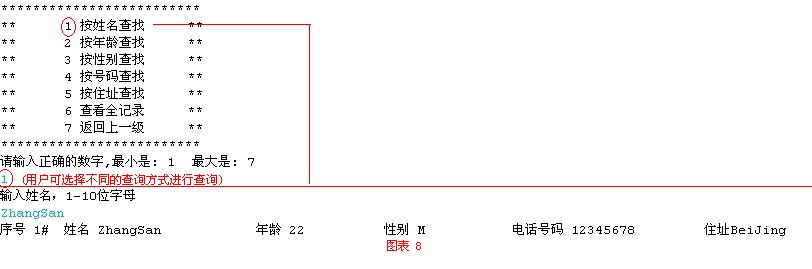 *************************
**      1 按姓名查找      **
**      2 按年龄查找      **
**      3 按性别查找      **
**      4 按号码查找      **
**      5 按住址查找      **
**      6 查看全记录      **
**      7 返回上一级      **
*************************
请输入正确的数字,最小是: 1  最大是: 7
1 (用户可选择不同的查询方式进行查询)
输入姓名, 1-10位字母
ZhangSan
序号 1#  姓名 ZhangSan  年龄 22  性别 M  电话号码 12345678  住址BeiJing
图表 8